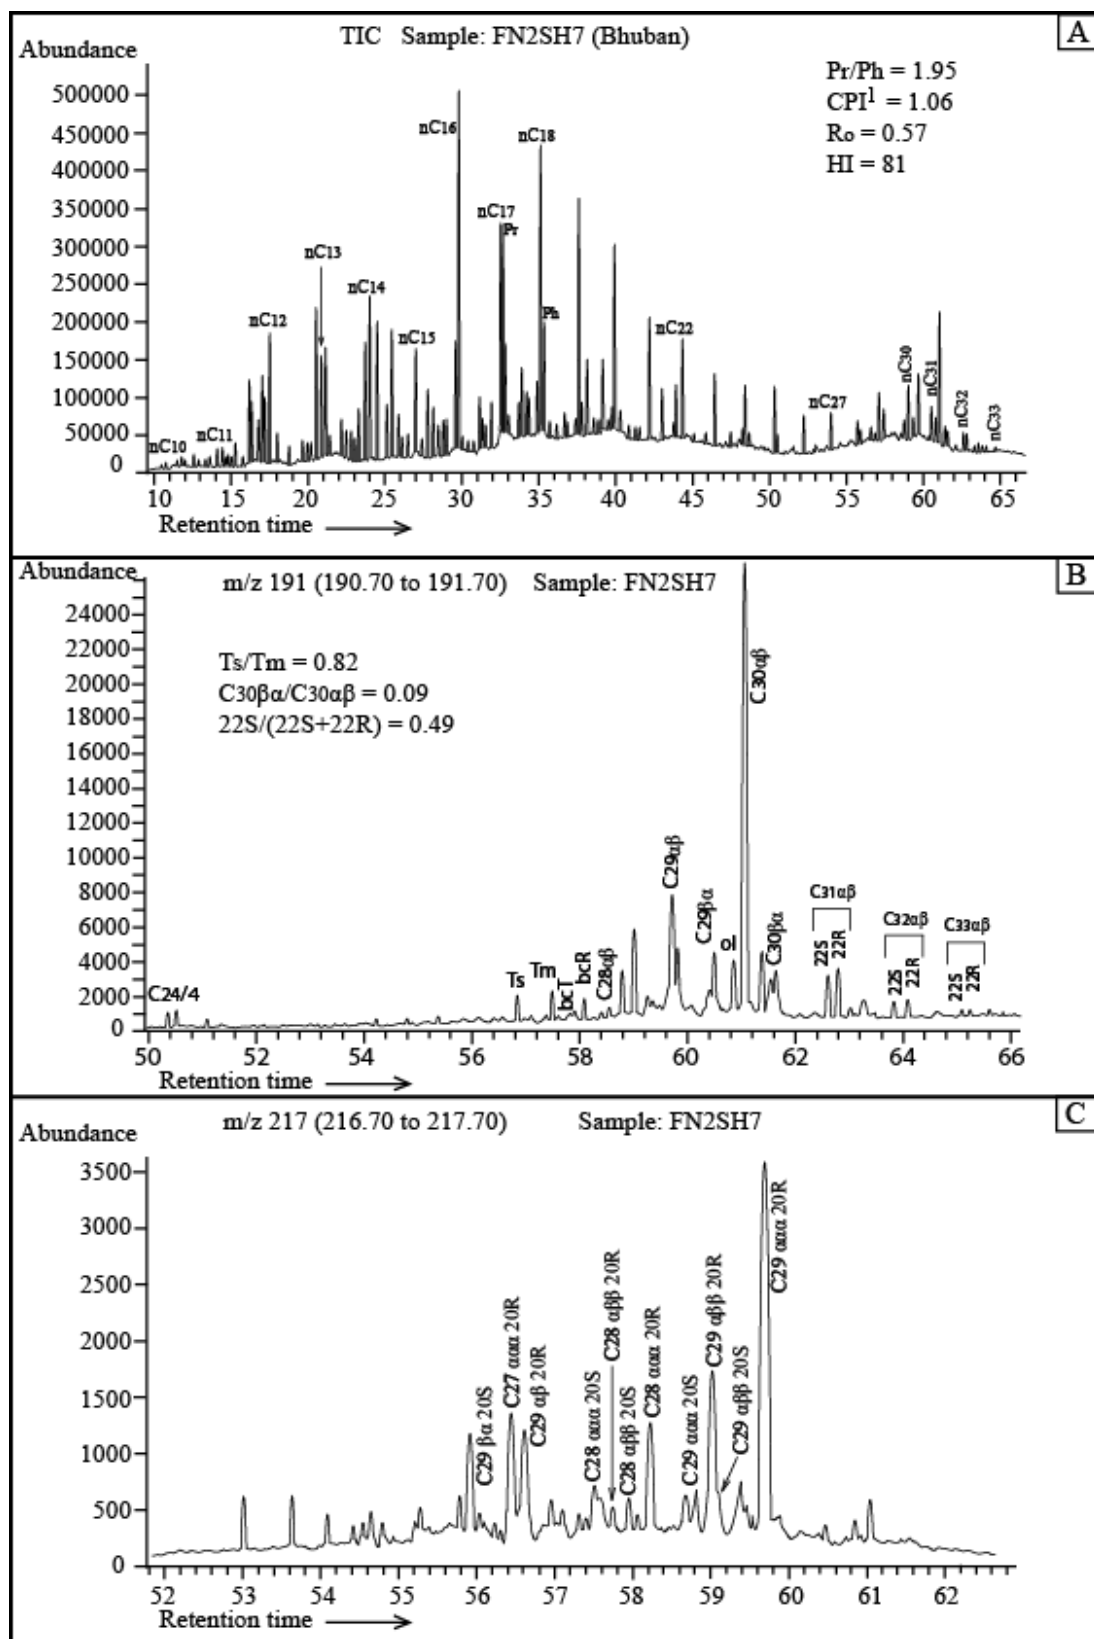 A
TIC Sample: FN2SH7 (Bhuban)
Abundance
Pr/Ph = 1.95
CPI¹ = 1.06
Ro = 0.57
HI = 81
500000
450000
400000
350000
300000
250000
200000
150000
100000
50000
0
nC10
nC11
nC12
nC13
nC14
nC15
nC16
nC17
Pr
nC18
Ph
nC22
nC27
nC30
nC31
nC32
nC33
10 15 20 25 30 35 40 45 50 55 60 65
Retention time
B
Abundance
m/z 191 (190.70 to 191.70) Sample: FN2SH7
Ts/Tm = 0.82
C30βα/C30αβ = 0.09
22S/(22S+22R) = 0.49
24000
22000
20000
18000
16000
14000
12000
10000
8000
6000
4000
2000
0
C24/4
Ts
Tm
bcT
bcR
C28αβ
C29αβ
C29βα
ol
C30αβ
C30βα
C31αβ
22S
22R
C32αβ
22S
22R
C33αβ
22S
22R
50 52 54 56 58 60 62 64 66
Retention time
C
m/z 217 (216.70 to 217.70) Sample: FN2SH7
Abundance
3500
3000
2500
2000
1500
1000
500
0
C29 βα 20S
C27 ααα 20R
C29 αβ 20R
C28 ααα 20S
C28 αββ 20R
C28 αββ 20S
C28 ααα 20R
C29 ααα 20S
C29 αββ 20R
C29 αββ 20S
C29 ααα 20R
52 53 54 55 56 57 58 59 60 61 62
Retention time